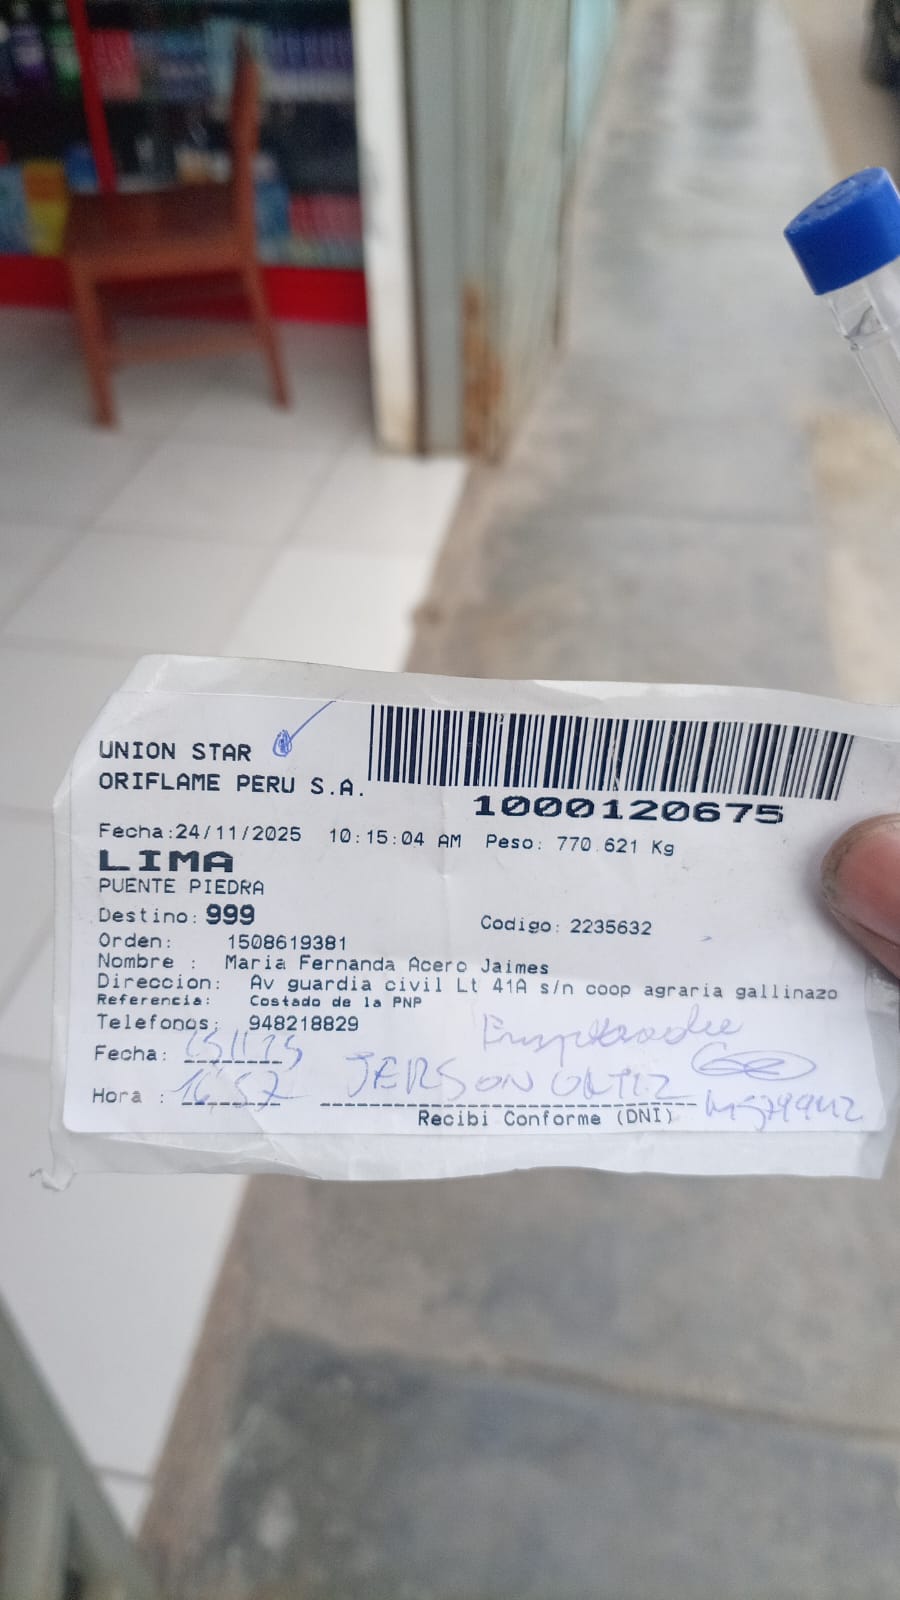 UNION STAR
ORIFLAME PERU S.A.
1000120675
Fecha:24/11/2025 10:15:04 AM Peso: 770.621 Kg
LIMA
PUENTE PIEDRA
Destino: 999
Codigo: 2235632
Orden: 1508619381
Nombre : Maria Fernanda Acero Jaimes
Direccion: Av guardia civil Lt 41A s/n coop agraria gallinazo
Referencia: Costado de la PNP
Telefonos: 948218829
Fecha:
Hora : 16:57 JERSON ORTIZ
Recibi Conforme (DNI)